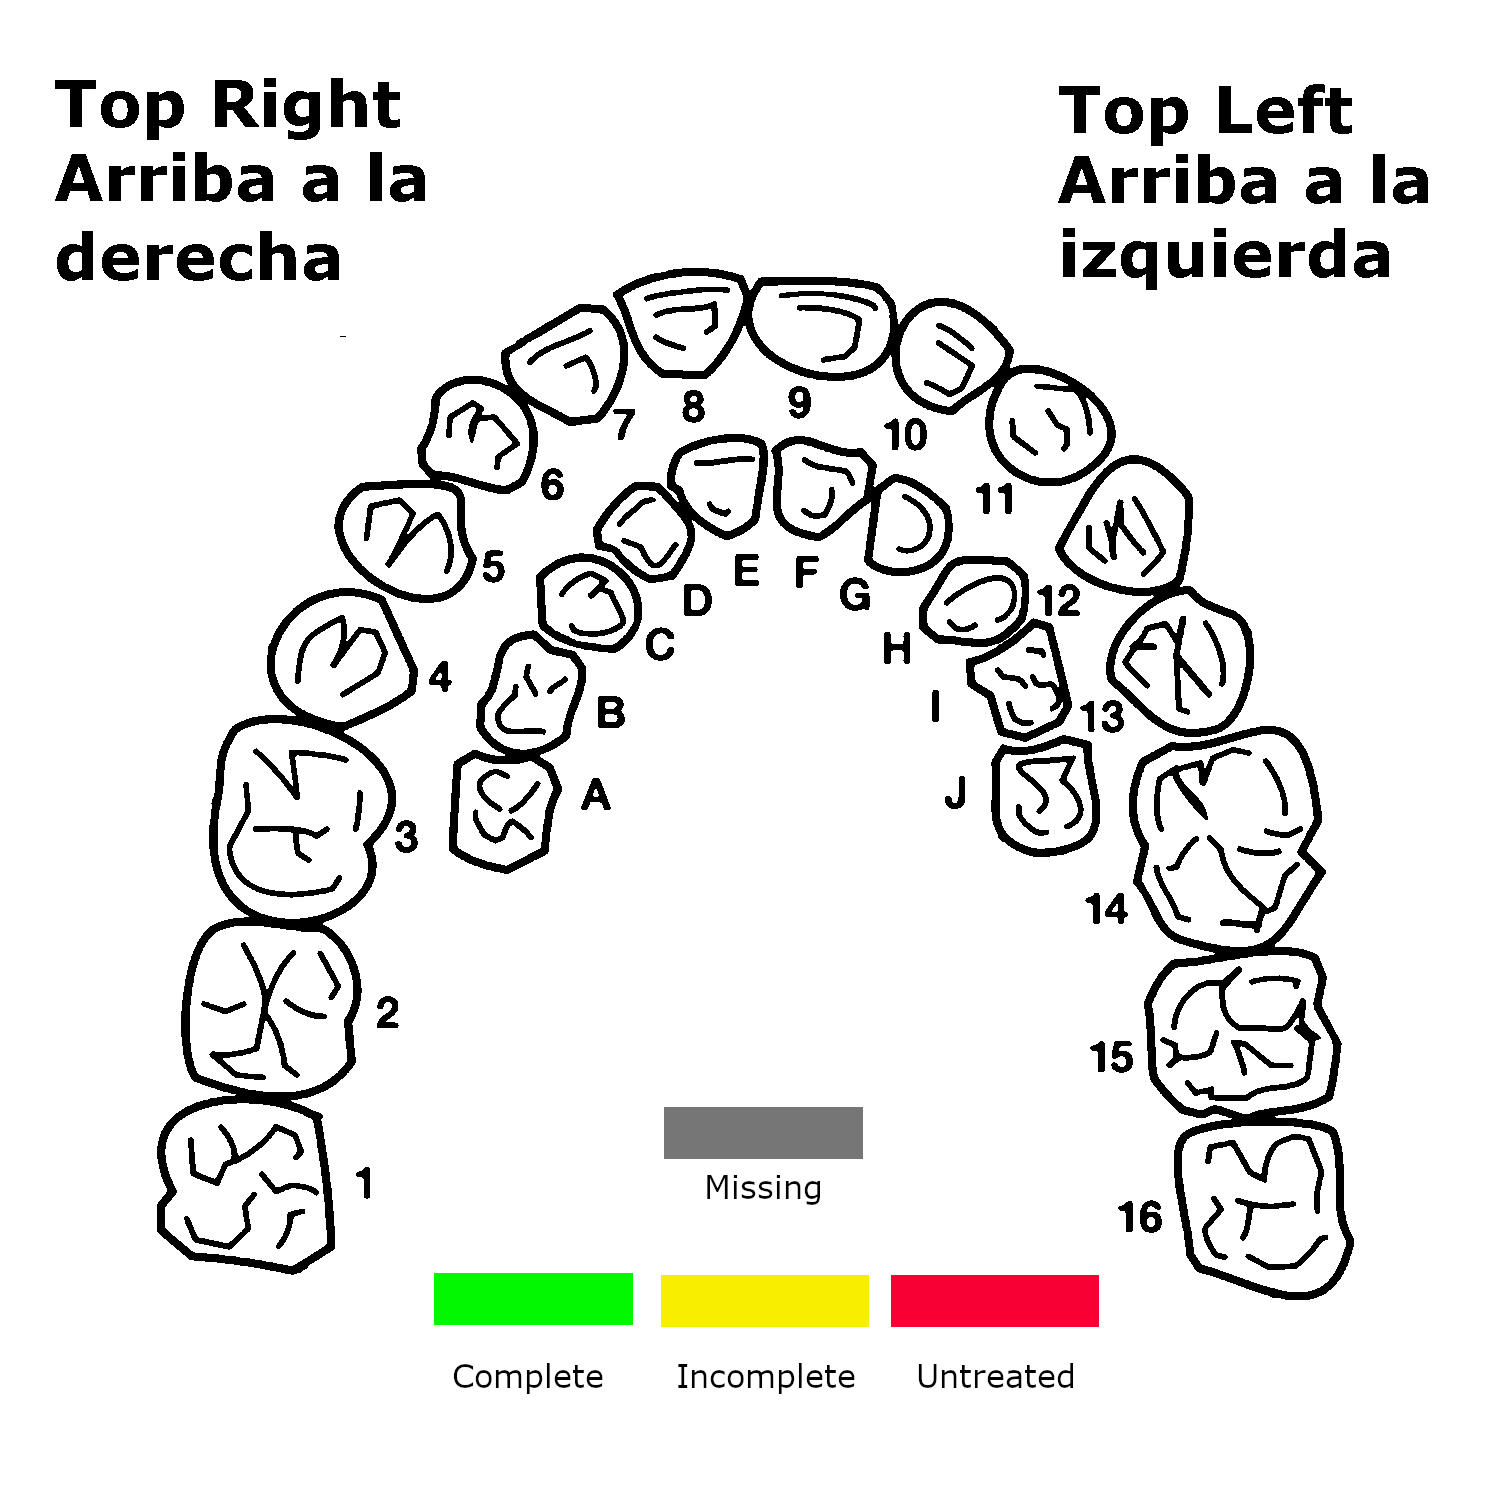 Top Right
Arriba a la
derecha
Top Left
Arriba a la
izquierda
8
9
7
10
6
11
5
E
F
D
G
12
C
H
4
B
I
13
A
J
3
14
2
15
1
16
Missing
Complete
Incomplete
Untreated